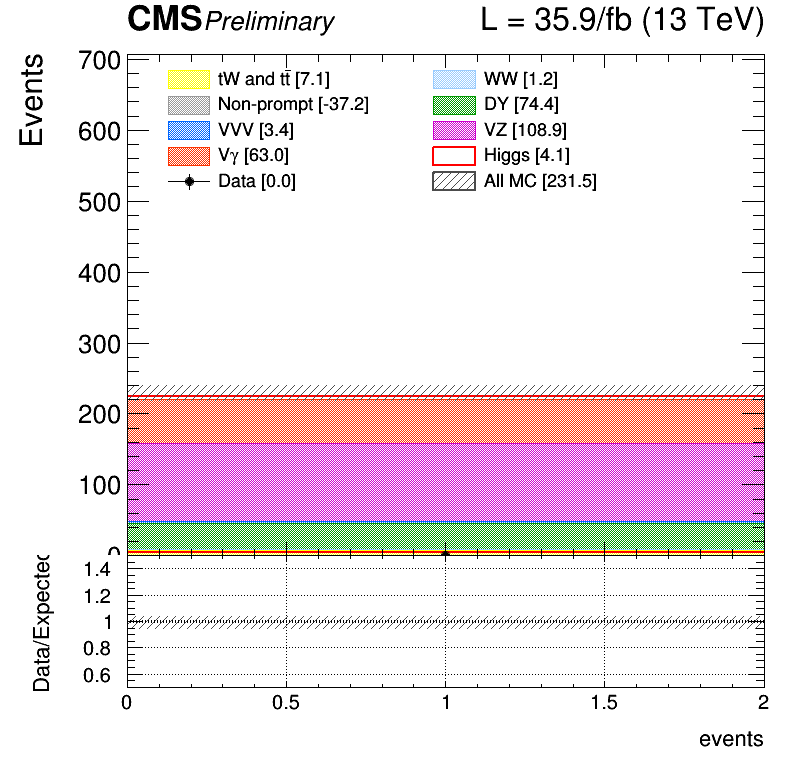 CMS Preliminary L = 35.9/fb (13 TeV)
Events
700
600
500
400
300
200
100
0
tW and tt̄ [7.1]
WW [1.2]
Non-prompt [-37.2]
DY [74.4]
VVV [3.4]
VZ [108.9]
Vγ [63.0]
Higgs [4.1]
Data [0.0]
All MC [231.5]
Data/Expected
1.4
1.2
1
0.8
0.6
0 0.5 1 1.5 2
events